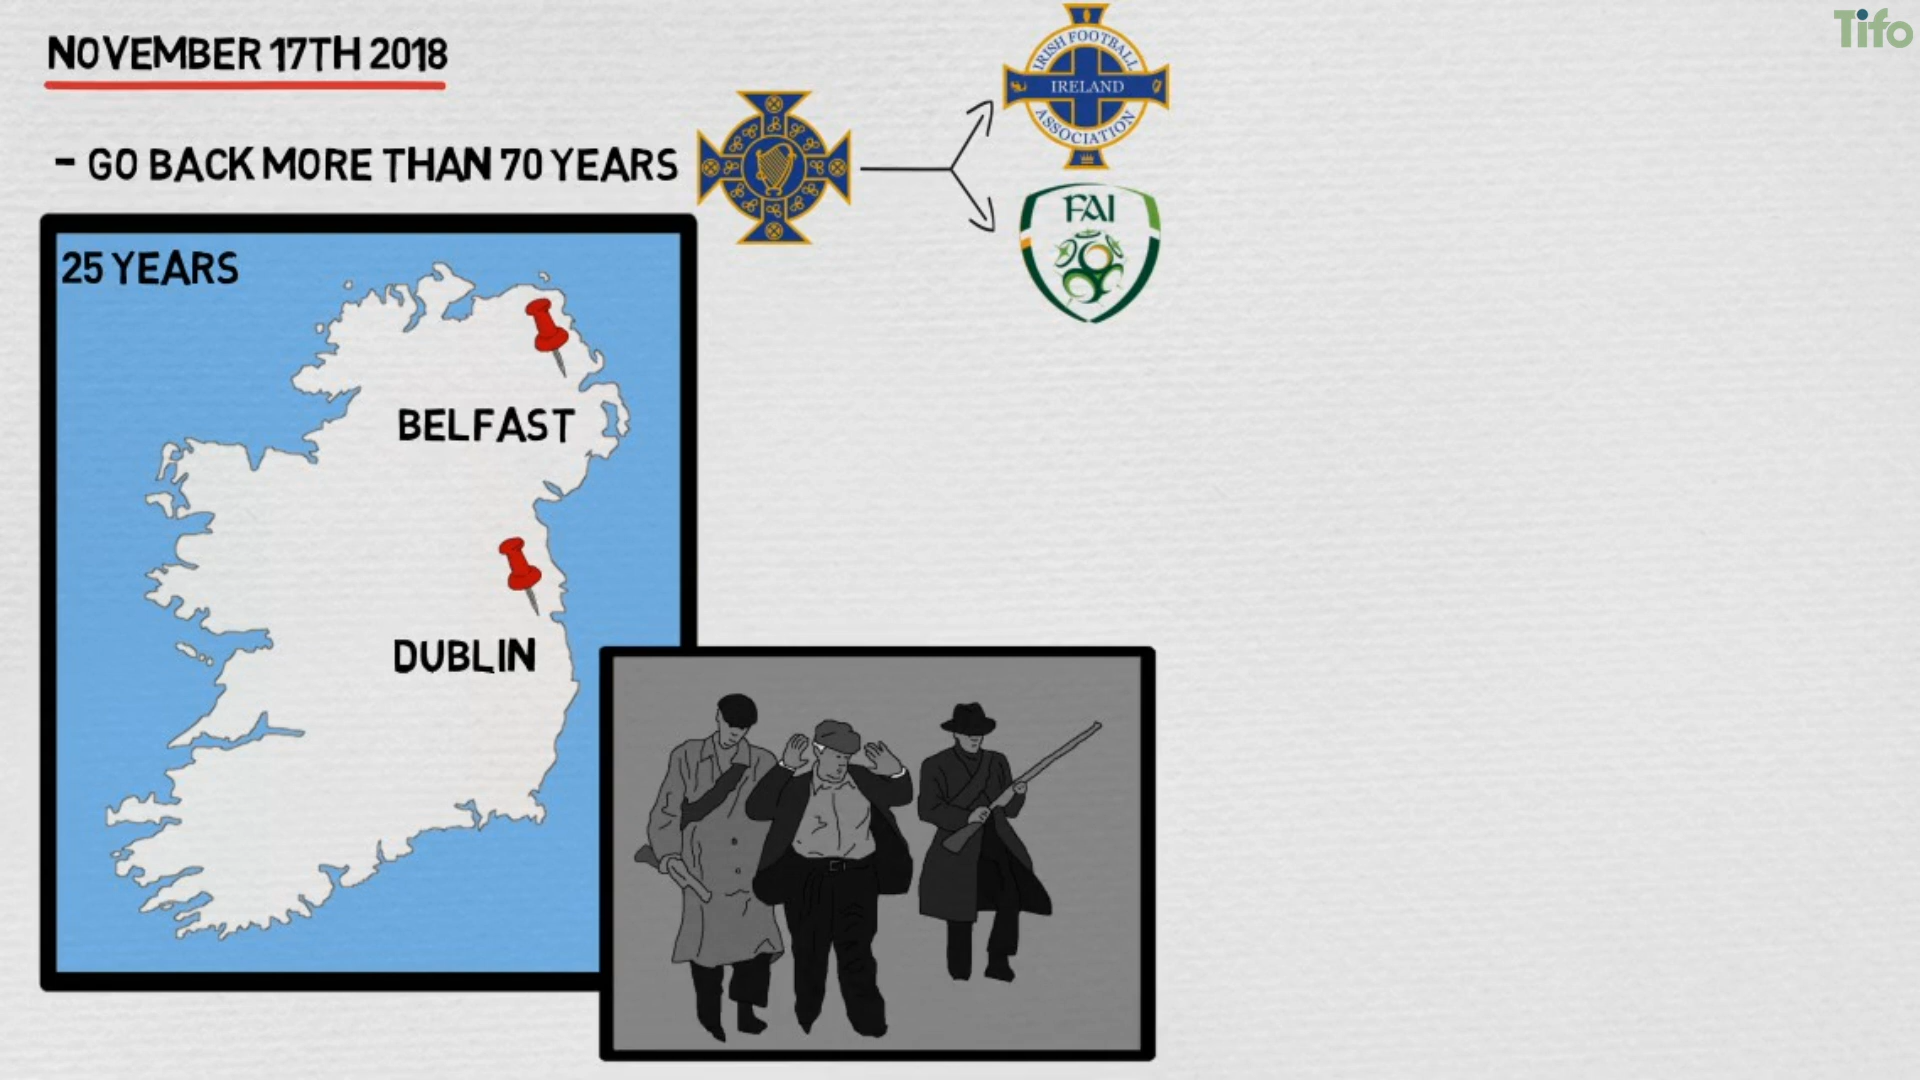 NOVEMBER 17TH 2018
Tifo
- GO BACK MORE THAN 70 YEARS
IRISH FOOTBALL
IRELAND
ASSOCIATION
FAI
25 YEARS
BELFAST
DUBLIN